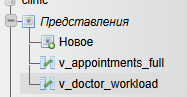 clinic
Представления
Новое
v_appointments_full
v_doctor_workload